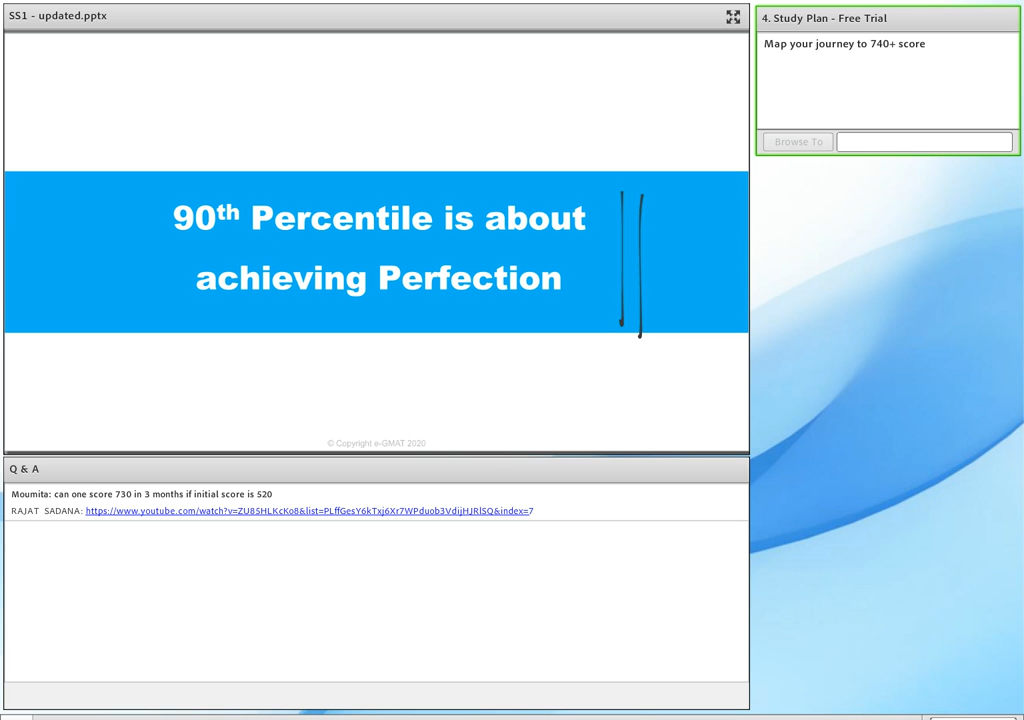 SS1 - updated.pptx
90th Percentile is about
achieving Perfection
© Copyright e-GMAT 2020
Q & A
Moumita: can one score 730 in 3 months if initial score is 520
RAJAT SADANA: https://www.youtube.com/watch?v=ZU85HLKcKo8&list=PLffGesY6kTxj6Xr7WPduob3VdijHJRlSQ&index=7
4. Study Plan - Free Trial
Map your journey to 740+ score
Browse To